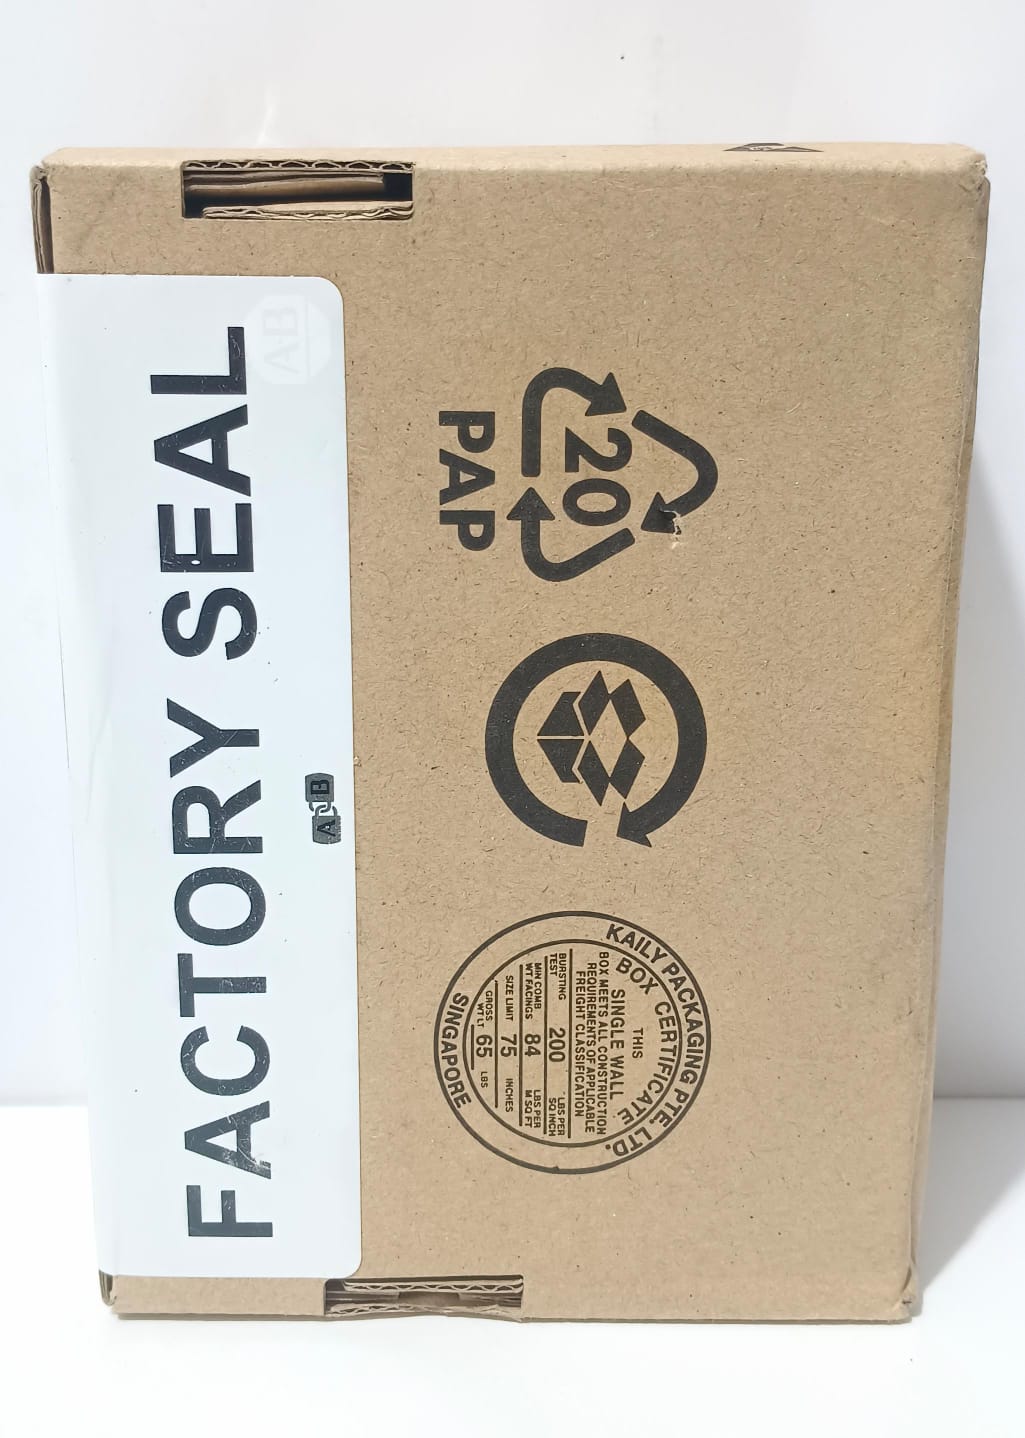 FACTORY SEAL
AB
A B
20
PAP
KAILY PACKAGING PTE. LTD.
BOX CERTIFICATE
THIS
SINGLE WALL
BOX MEETS ALL CONSTRUCTION
REQUIREMENTS OF APPLICABLE
FREIGHT CLASSIFICATION
BURSTING TEST 200 LBS PER SQ INCH
MIN COMB WT FACINGS 84 LBS PER M SQ FT
SIZE LIMIT 75 INCHES
GROSS WT LT 65 LBS
SINGAPORE